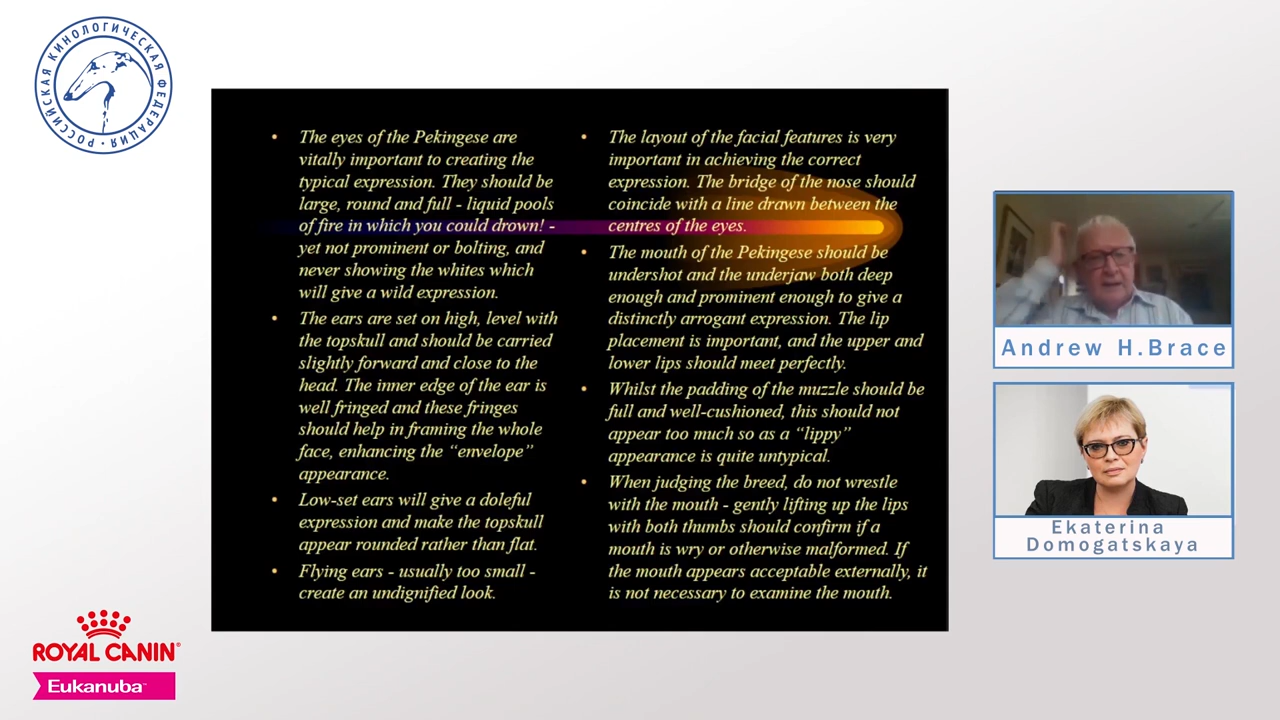 РОССИЙСКАЯ КИНОЛОГИЧЕСКАЯ ФЕДЕРАЦИЯ
• The eyes of the Pekingese are
vitally important to creating the
typical expression. They should be
large, round and full - liquid pools
of fire in which you could drown! -
yet not prominent or bolting, and
never showing the whites which
will give a wild expression.
• The ears are set on high, level with
the topskull and should be carried
slightly forward and close to the
head. The inner edge of the ear is
well fringed and these fringes
should help in framing the whole
face, enhancing the “envelope”
appearance.
• Low-set ears will give a doleful
expression and make the topskull
appear rounded rather than flat.
• Flying ears - usually too small -
create an undignified look.
• The layout of the facial features is very
important in achieving the correct
expression. The bridge of the nose should
coincide with a line drawn between the
centres of the eyes.
• The mouth of the Pekingese should be
undershot and the underjaw both deep
enough and prominent enough to give a
distinctly arrogant expression. The lip
placement is important, and the upper and
lower lips should meet perfectly.
• Whilst the padding of the muzzle should be
full and well-cushioned, this should not
appear too much so as a “lippy”
appearance is quite untypical.
• When judging the breed, do not wrestle
with the mouth - gently lifting up the lips
with both thumbs should confirm if a
mouth is wry or otherwise malformed. If
the mouth appears acceptable externally, it
is not necessary to examine the mouth.
Andrew H.Brace
Ekaterina
Domogatskaya
ROYAL CANIN
Eukanuba